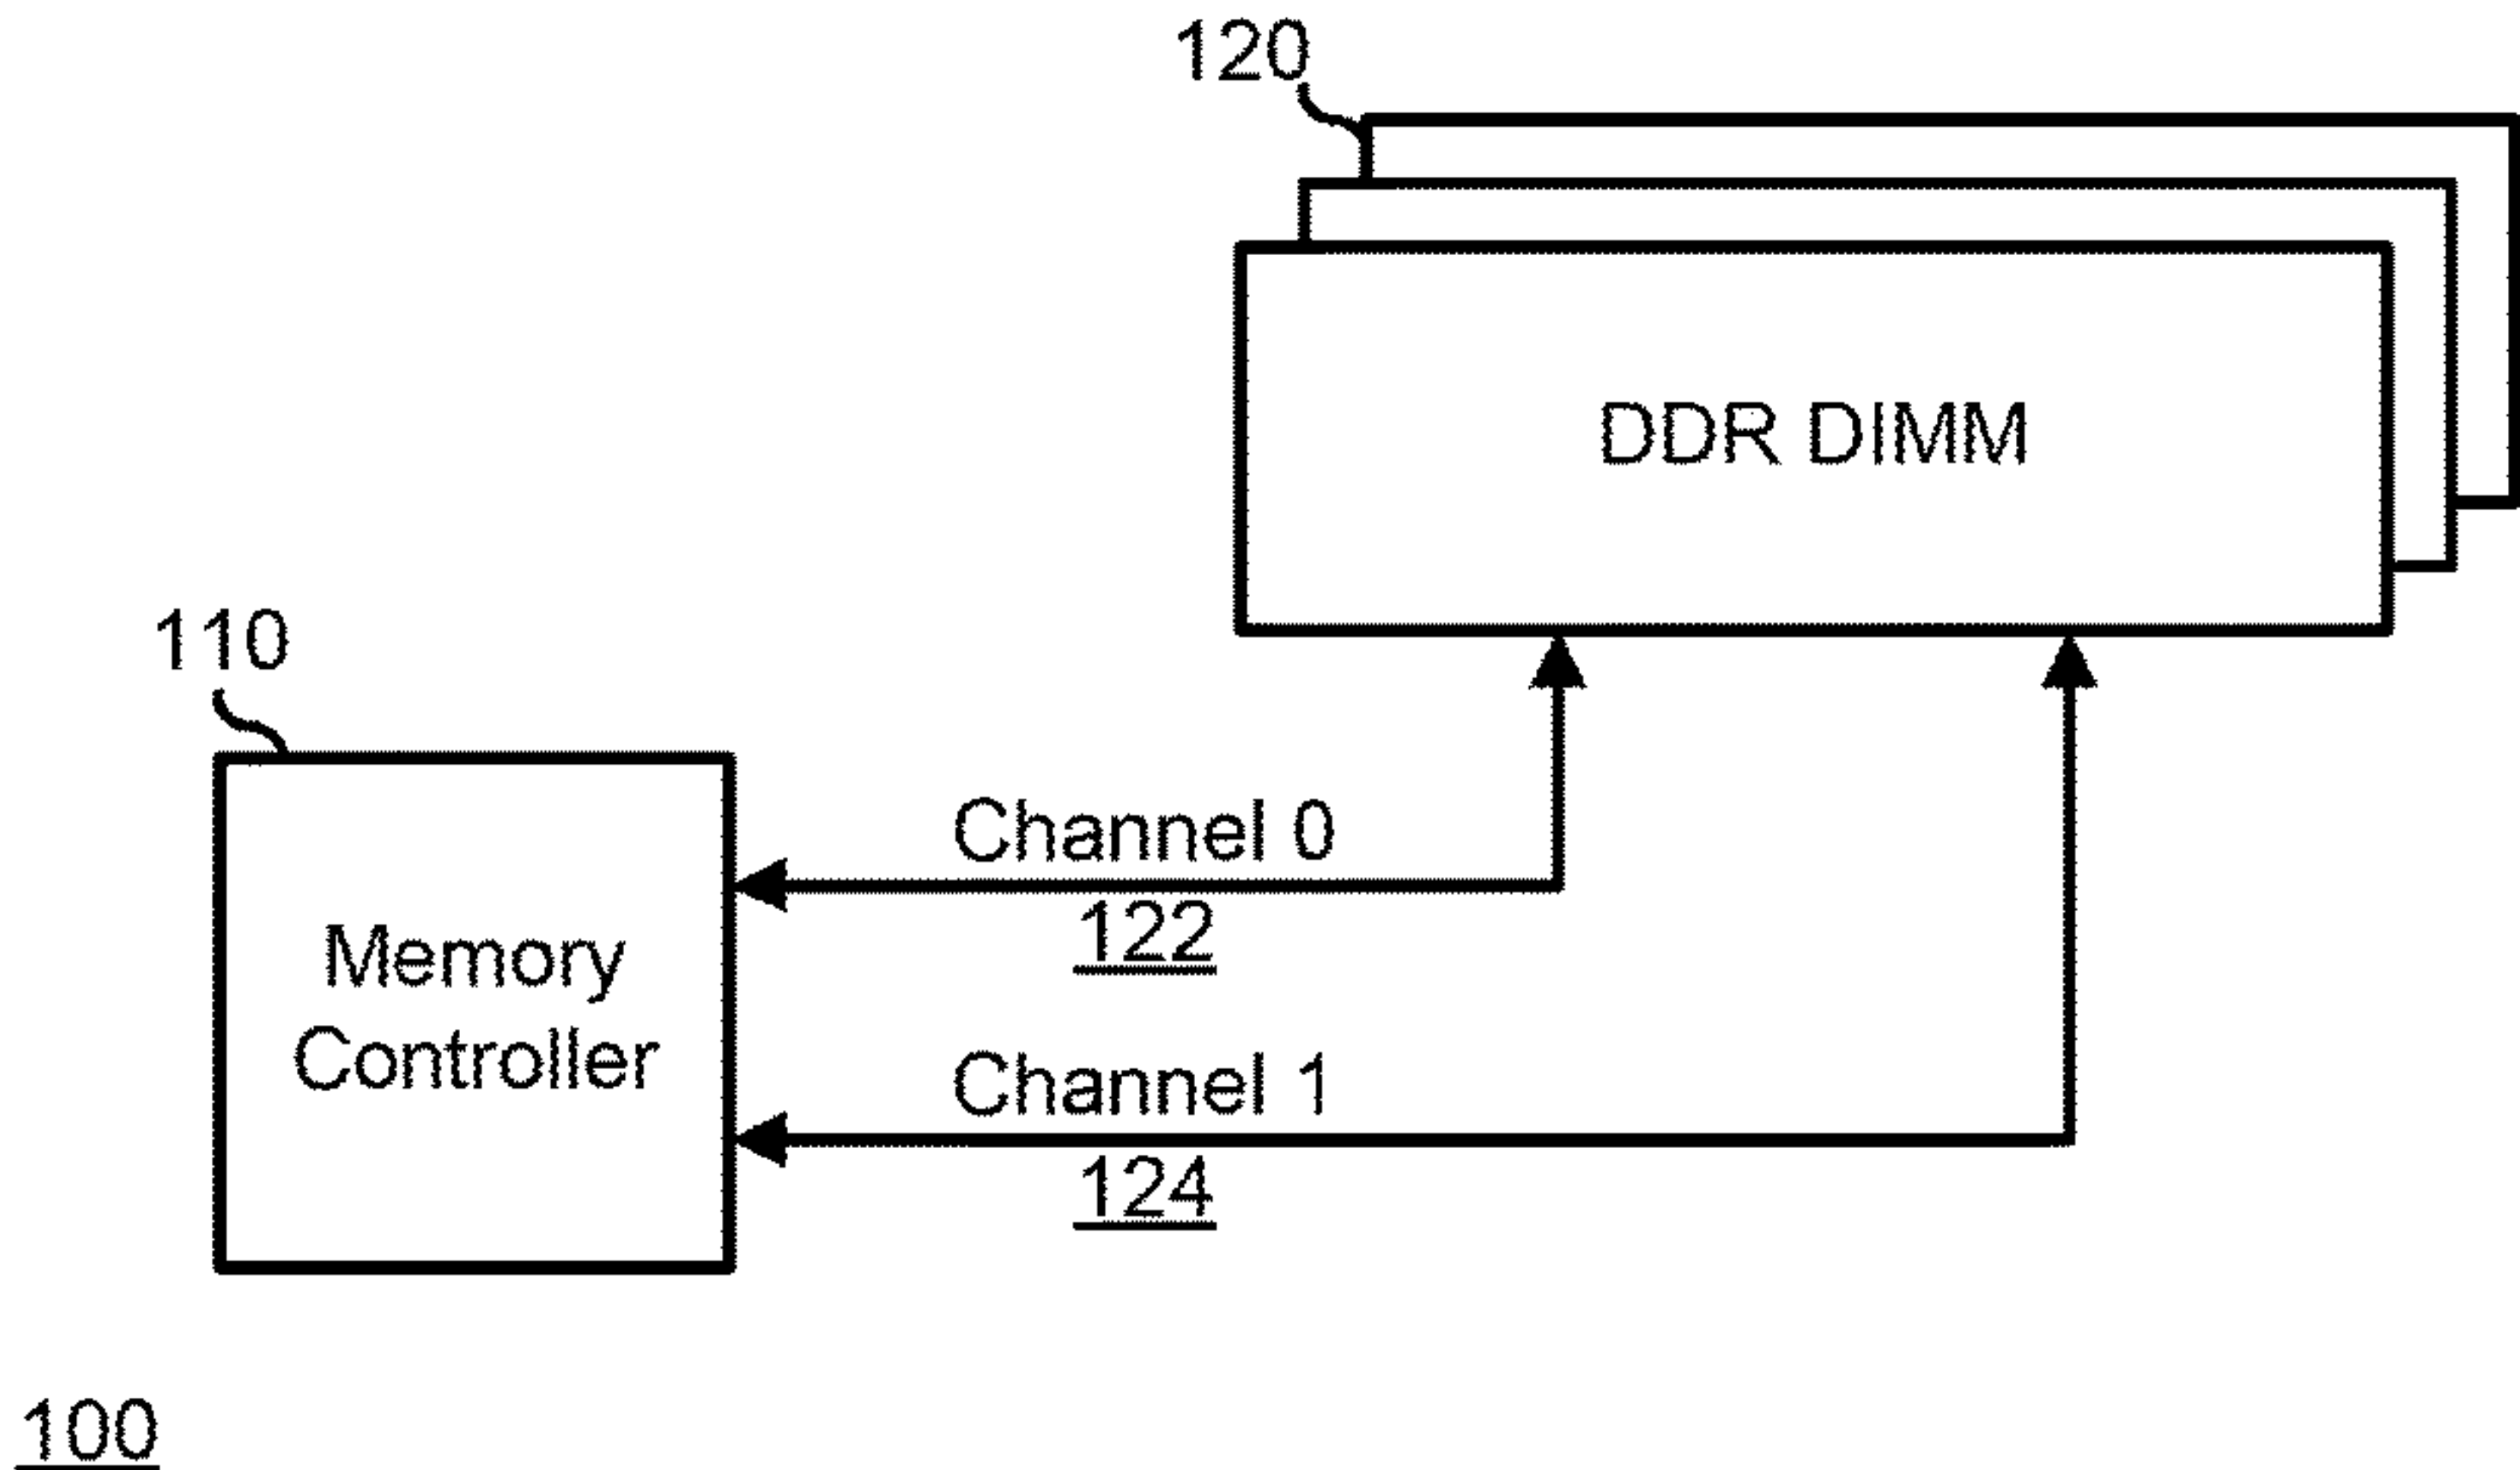 120
DDR DIMM
110
Channel 0
122
Memory
Controller
Channel 1
124
100